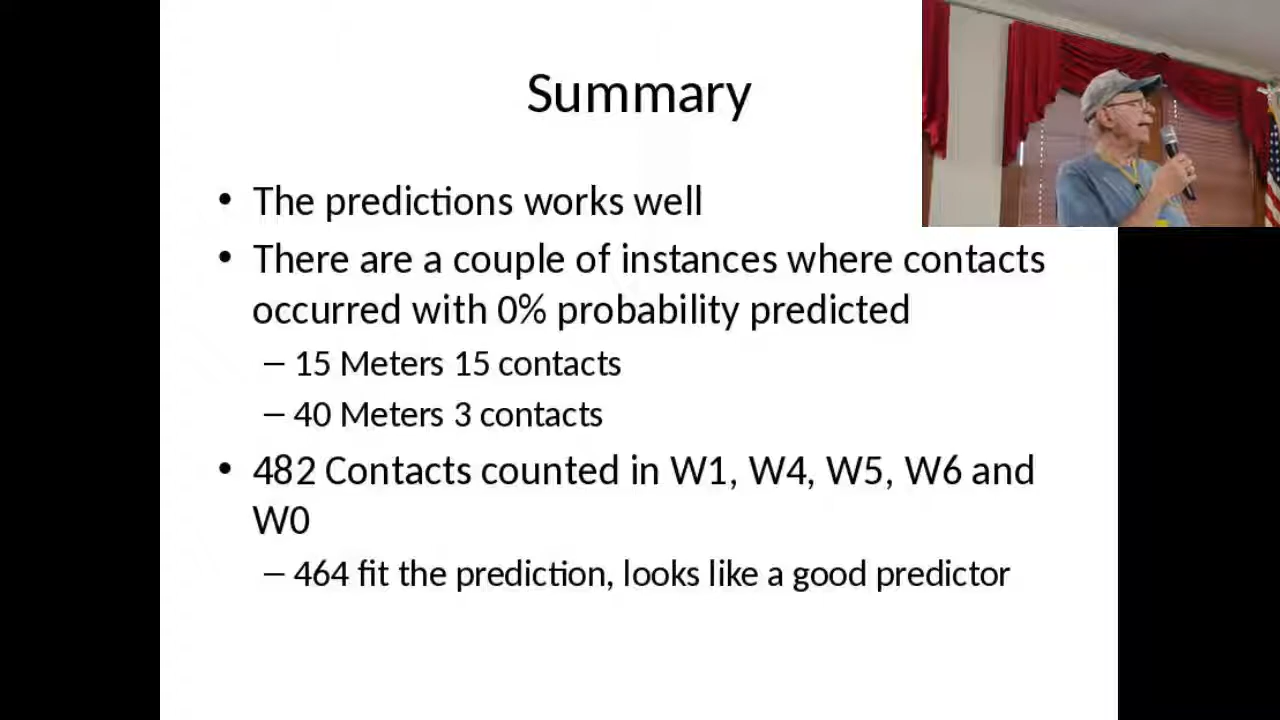 Summary
• The predictions works well
• There are a couple of instances where contacts
occurred with 0% probability predicted
– 15 Meters 15 contacts
– 40 Meters 3 contacts
• 482 Contacts counted in W1, W4, W5, W6 and
W0
– 464 fit the prediction, looks like a good predictor